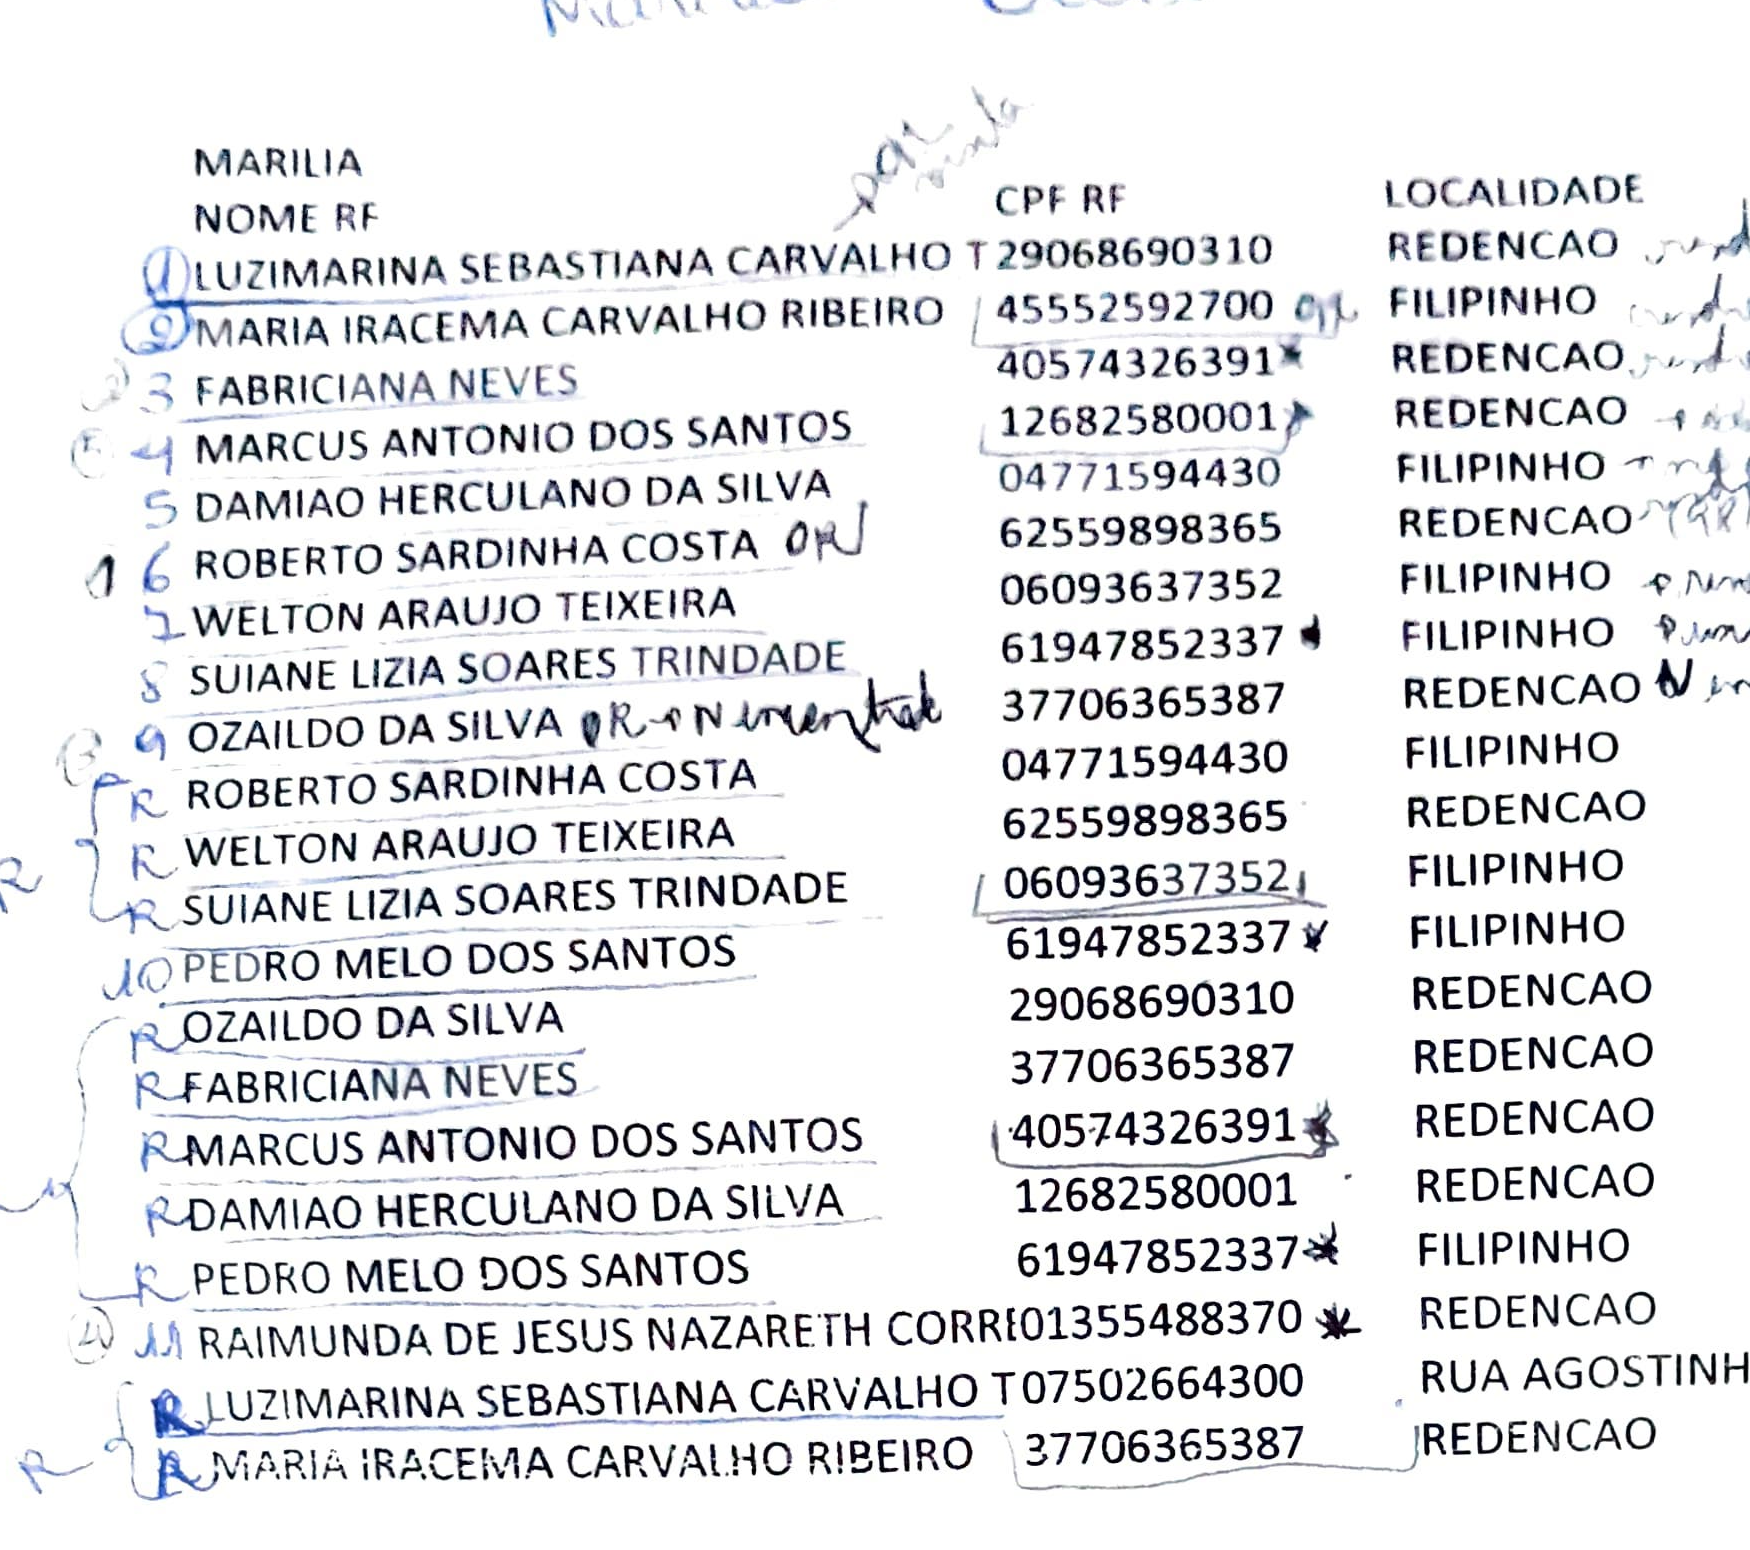 MARILIA
NOME RF CPF RF LOCALIDADE
1 LUZIMARINA SEBASTIANA CARVALHO T 29068690310 REDENCAO
2 MARIA IRACEMA CARVALHO RIBEIRO 45552592700 FILIPINHO
3 FABRICIANA NEVES 40574326391 REDENCAO
4 MARCUS ANTONIO DOS SANTOS 12682580001 REDENCAO
5 DAMIAO HERCULANO DA SILVA 04771594430 FILIPINHO
1 6 ROBERTO SARDINHA COSTA 62559898365 REDENCAO
7 WELTON ARAUJO TEIXEIRA 06093637352 FILIPINHO
8 SUIANE LIZIA SOARES TRINDADE 61947852337 FILIPINHO
9 OZAILDO DA SILVA 37706365387 REDENCAO
R ROBERTO SARDINHA COSTA 04771594430 FILIPINHO
R WELTON ARAUJO TEIXEIRA 62559898365 REDENCAO
R R SUIANE LIZIA SOARES TRINDADE 06093637352 FILIPINHO
10 PEDRO MELO DOS SANTOS 61947852337 FILIPINHO
R OZAILDO DA SILVA 29068690310 REDENCAO
R FABRICIANA NEVES 37706365387 REDENCAO
R MARCUS ANTONIO DOS SANTOS 40574326391 REDENCAO
R DAMIAO HERCULANO DA SILVA 12682580001 REDENCAO
R PEDRO MELO DOS SANTOS 61947852337 FILIPINHO
11 RAIMUNDA DE JESUS NAZARETH CORRE 01355488370 REDENCAO
R LUZIMARINA SEBASTIANA CARVALHO T 07502664300 RUA AGOSTINH
R R MARIA IRACEMA CARVALHO RIBEIRO 37706365387 REDENCAO